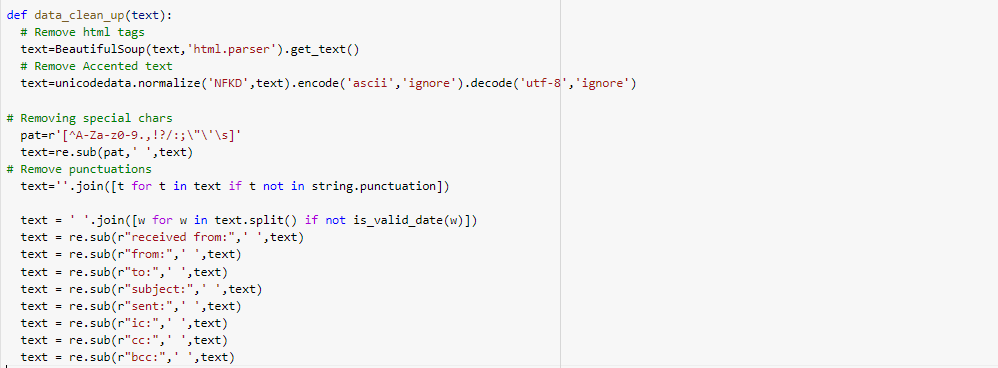 def data_clean_up(text):
  # Remove html tags
  text=BeautifulSoup(text,'html.parser').get_text()
  # Remove Accented text
  text=unicodedata.normalize('NFKD',text).encode('ascii','ignore').decode('utf-8','ignore')

# Removing special chars
  pat=r'[^A-Za-z0-9.,!?/:;\"\'\s]'
  text=re.sub(pat,' ',text)
# Remove punctuations
  text=''.join([t for t in text if t not in string.punctuation])

  text = ' '.join([w for w in text.split() if not is_valid_date(w)])
  text = re.sub(r"received from:",' ',text)
  text = re.sub(r"from:",' ',text)
  text = re.sub(r"to:",' ',text)
  text = re.sub(r"subject:",' ',text)
  text = re.sub(r"sent:",' ',text)
  text = re.sub(r"ic:",' ',text)
  text = re.sub(r"cc:",' ',text)
  text = re.sub(r"bcc:",' ',text)